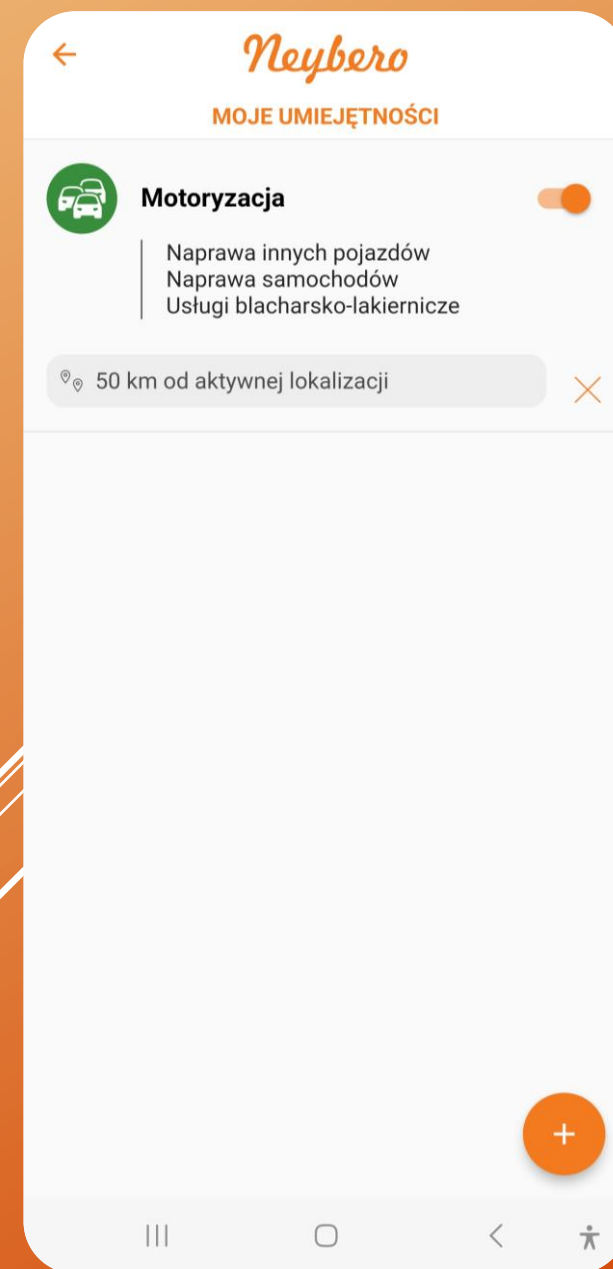 Neybero
MOJE UMIEJĘTNOŚCI
Motoryzacja
Naprawa innych pojazdów
Naprawa samochodów
Usługi blacharsko-lakiernicze
50 km od aktywnej lokalizacji